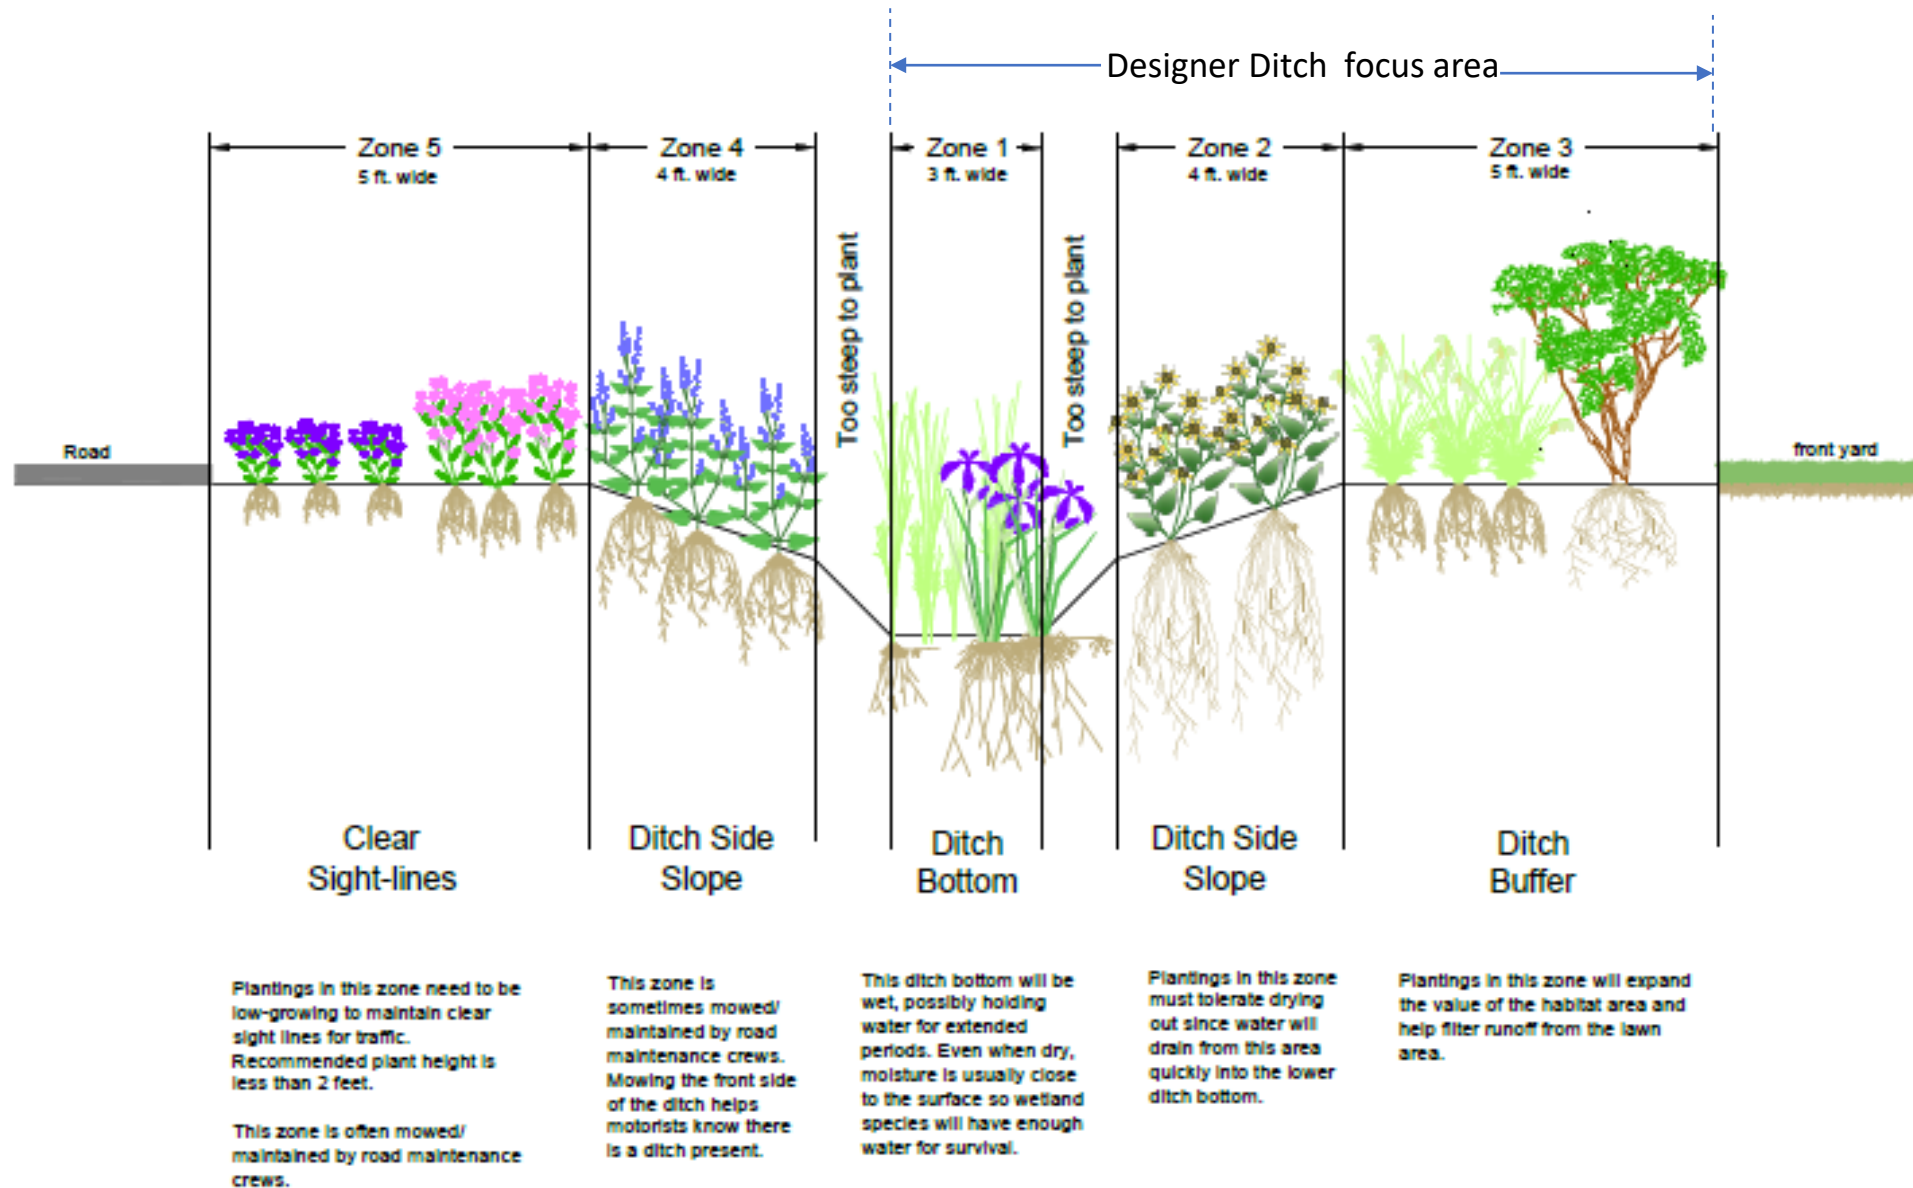 Designer Ditch  focus area
Zone 5
5 ft. wide
Zone 4
4 ft. wide
Zone 1
3 ft. wide
Zone 2
4 ft. wide
Zone 3
5 ft. wide
Too steep to plant
Too steep to plant
Road
front yard
Clear
Sight-lines
Ditch Side
Slope
Ditch
Bottom
Ditch Side
Slope
Ditch
Buffer
Plantings in this zone need to be
low-growing to maintain clear
sight lines for traffic.
Recommended plant height is
less than 2 feet.
This zone is often mowed/
maintained by road maintenance
crews.
This zone is
sometimes mowed/
maintained by road
maintenance crews.
Mowing the front side
of the ditch helps
motorists know there
is a ditch present.
This ditch bottom will be
wet, possibly holding
water for extended
periods. Even when dry,
moisture is usually close
to the surface so wetland
species will have enough
water for survival.
Plantings in this zone
must tolerate drying
out since water will
drain from this area
quickly into the lower
ditch bottom.
Plantings in this zone will expand
the value of the habitat area and
help filter runoff from the lawn
area.